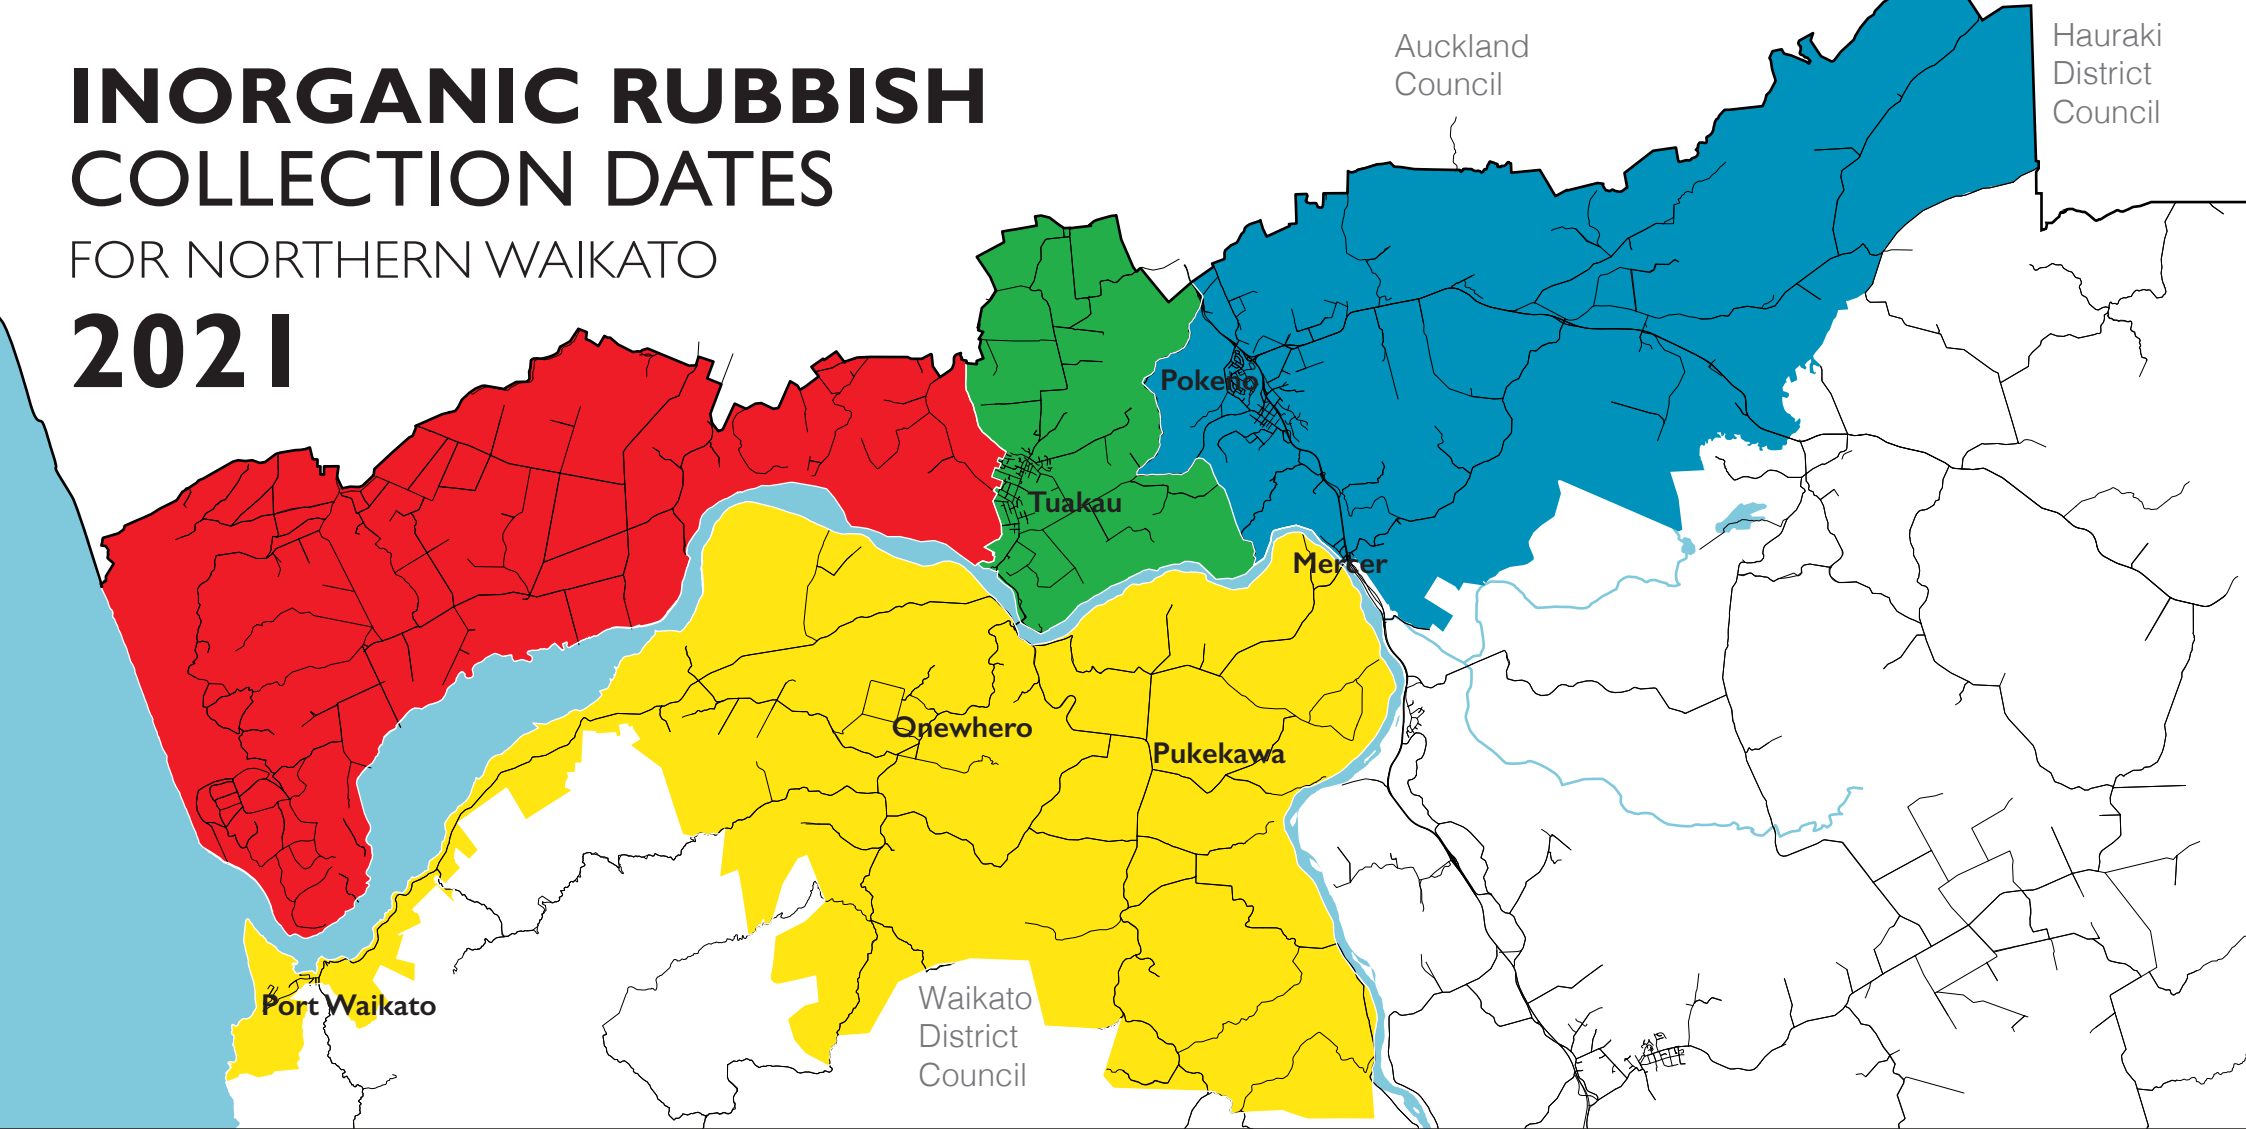 INORGANIC RUBBISH
COLLECTION DATES
FOR NORTHERN WAIKATO
2021
Auckland
Council
Hauraki
District
Council
Pokeno
Tuakau
Mercer
Onewhero
Pukekawa
Port Waikato
Waikato
District
Council